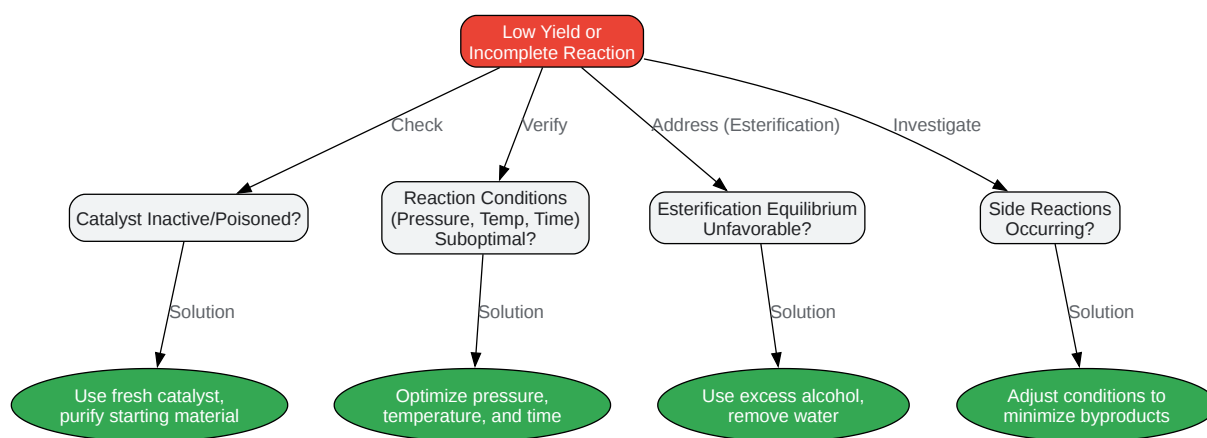 Low Yield or
Incomplete Reaction
Check
Verify
Address (Esterification)
Investigate
Catalyst Inactive/Poisoned?
Reaction Conditions
(Pressure, Temp, Time)
Suboptimal?
Esterification Equilibrium
Unfavorable?
Side Reactions
Occurring?
Solution
Solution
Solution
Solution
Use fresh catalyst,
purify starting material
Optimize pressure,
temperature, and time
Use excess alcohol,
remove water
Adjust conditions to
minimize byproducts